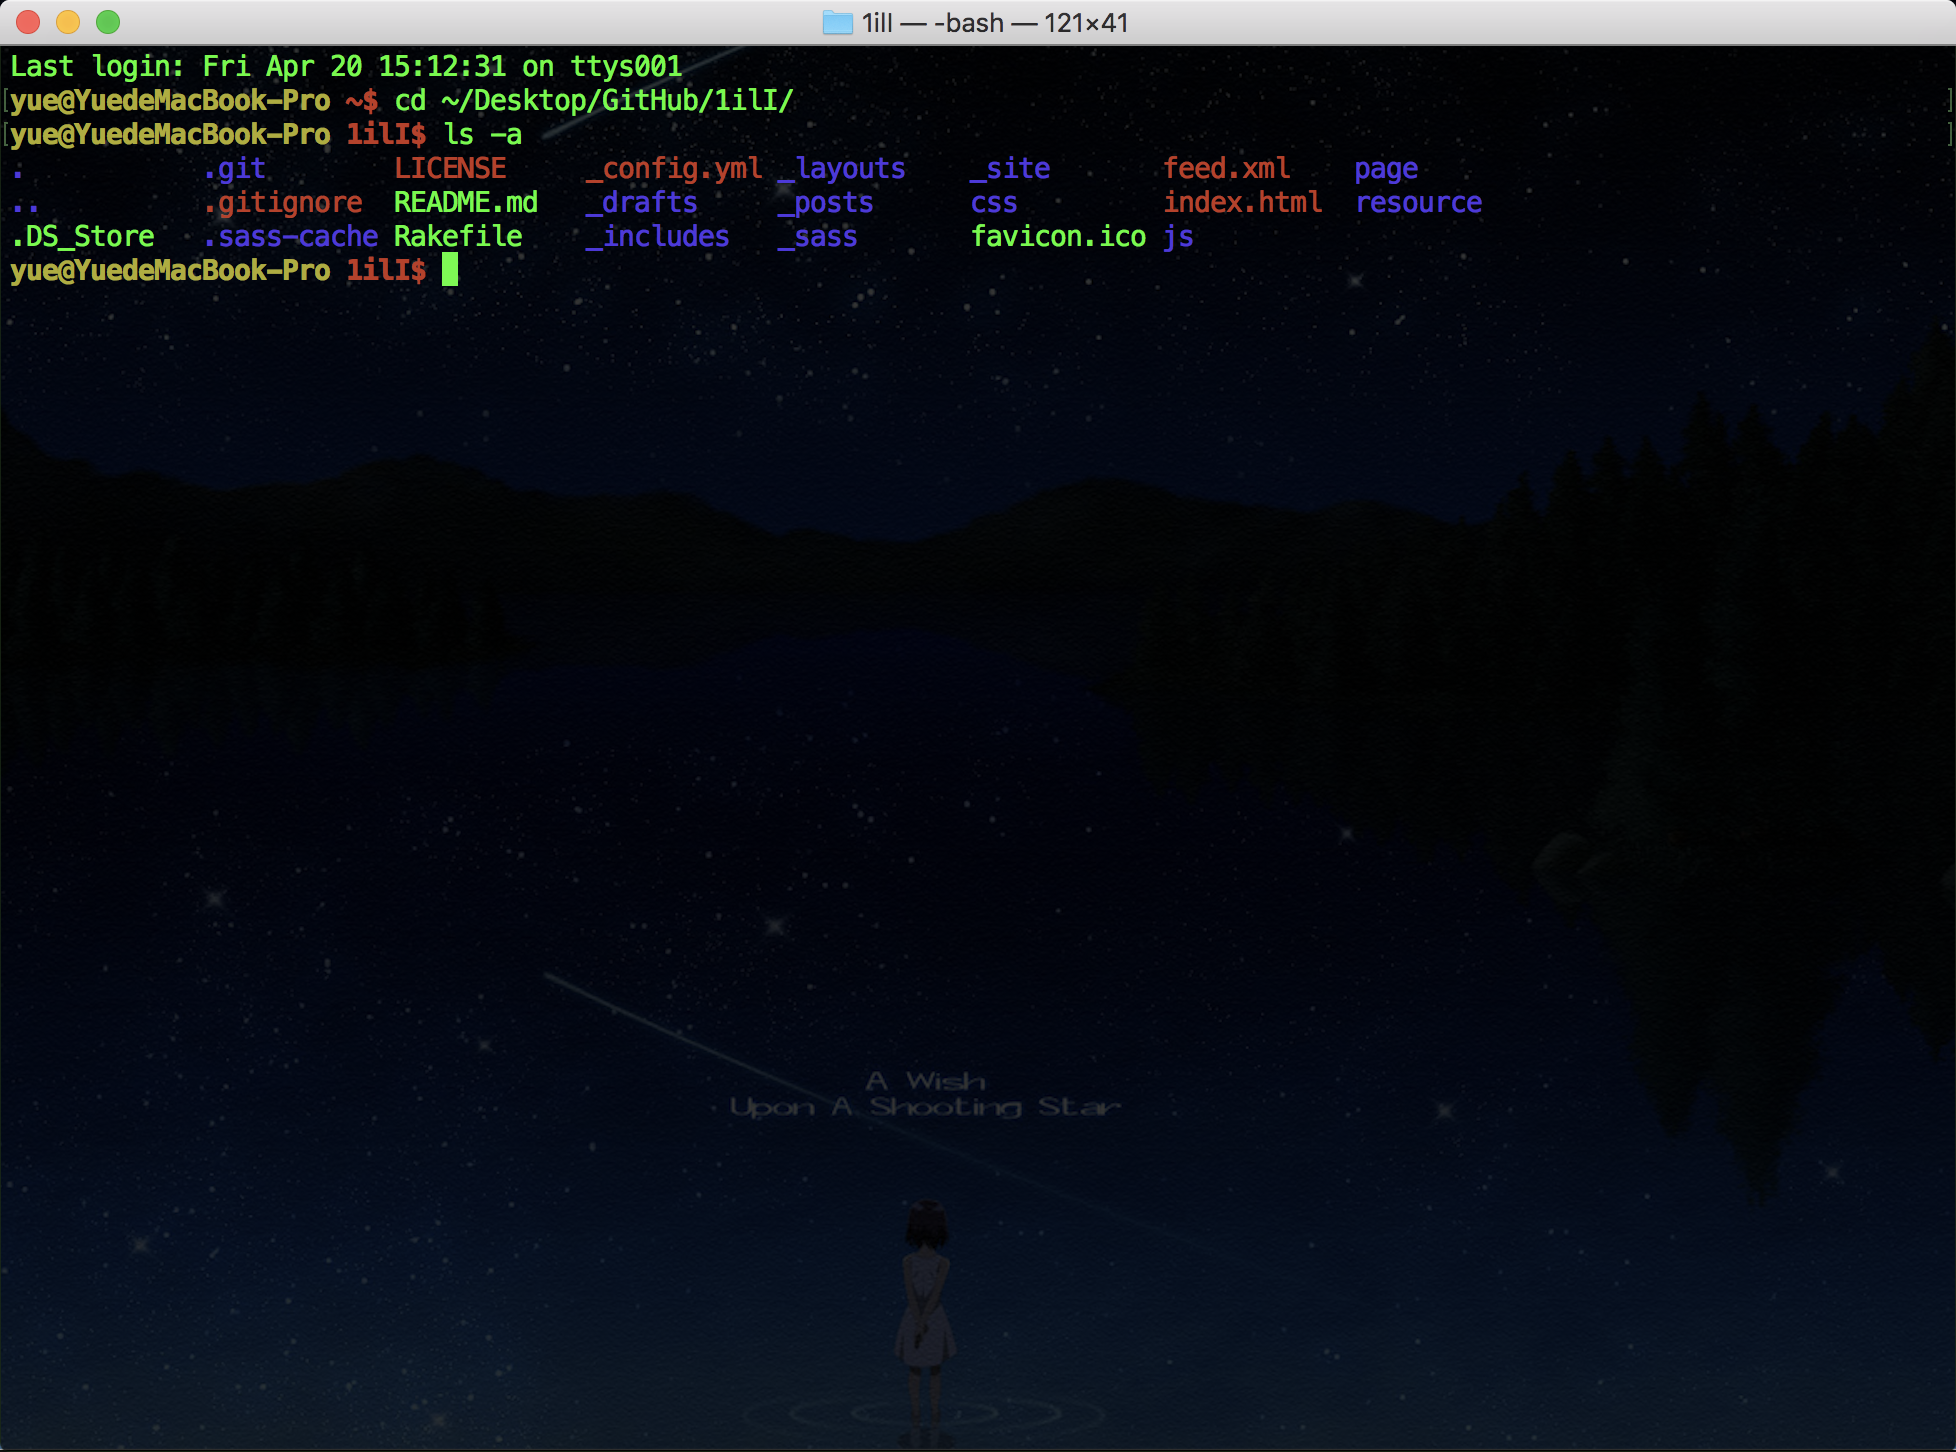 1ilI — -bash — 121×41
Last login: Fri Apr 20 15:12:31 on ttys001
yue@YuedeMacBook-Pro ~$ cd ~/Desktop/GitHub/1ilI/
yue@YuedeMacBook-Pro 1ilI$ ls -a
. .git LICENSE _config.yml _layouts _site feed.xml page
.. .gitignore README.md _drafts _posts css index.html resource
.DS_Store .sass-cache Rakefile _includes _sass favicon.ico js
yue@YuedeMacBook-Pro 1ilI$
A Wish
Upon A Shooting Star